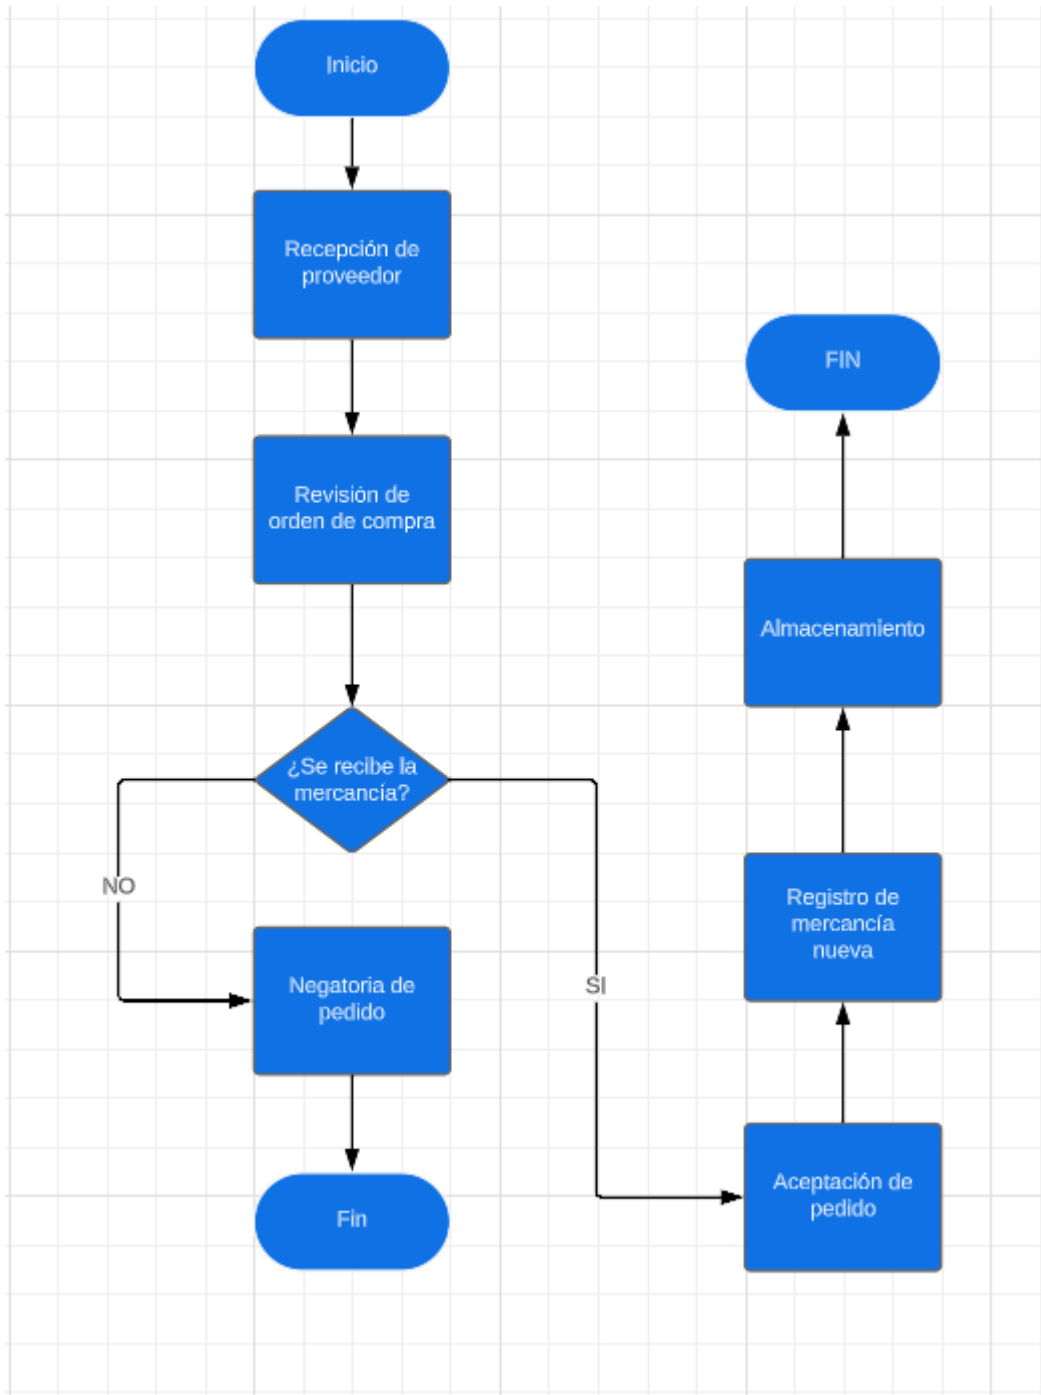 Inicio
Recepción de
proveedor
Revisión de
orden de compra
¿Se recibe la
mercancía?
NO
Negatoria de
pedido
Fin
SI
Aceptación de
pedido
Registro de
mercancía
nueva
Almacenamiento
FIN